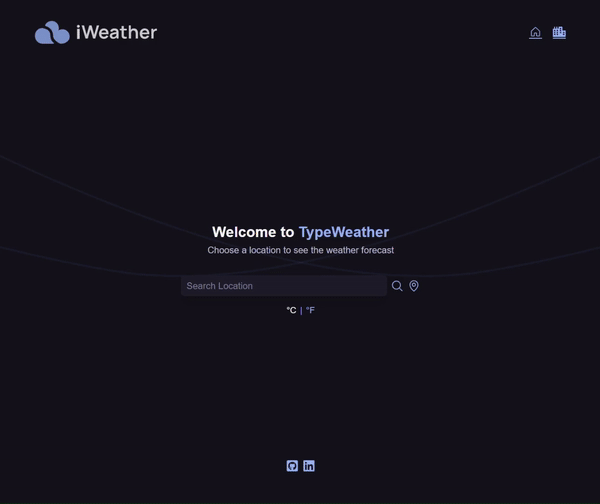 iWeather
Welcome to TypeWeather
Choose a location to see the weather forecast
Search Location
°C | °F